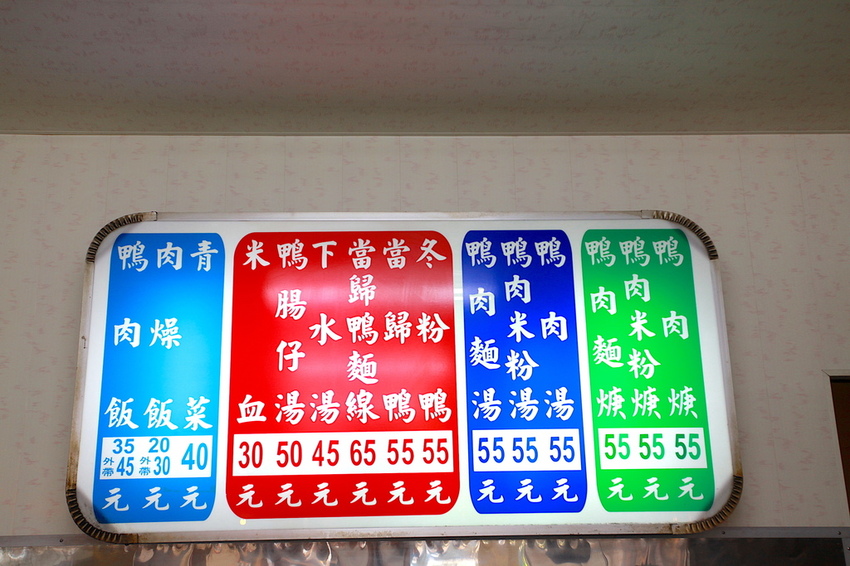 鴨肉焿55元
鴨肉米粉焿55元
鴨肉麵焿55元
鴨肉湯55元
鴨肉米粉湯55元
鴨肉麵湯55元
冬粉鴨55元
當歸鴨55元
當歸鴨麵線65元
下水湯45元
鴨腸仔湯50元
米血30元
青菜40元
肉燥飯20外帶30元
鴨肉飯35外帶45元